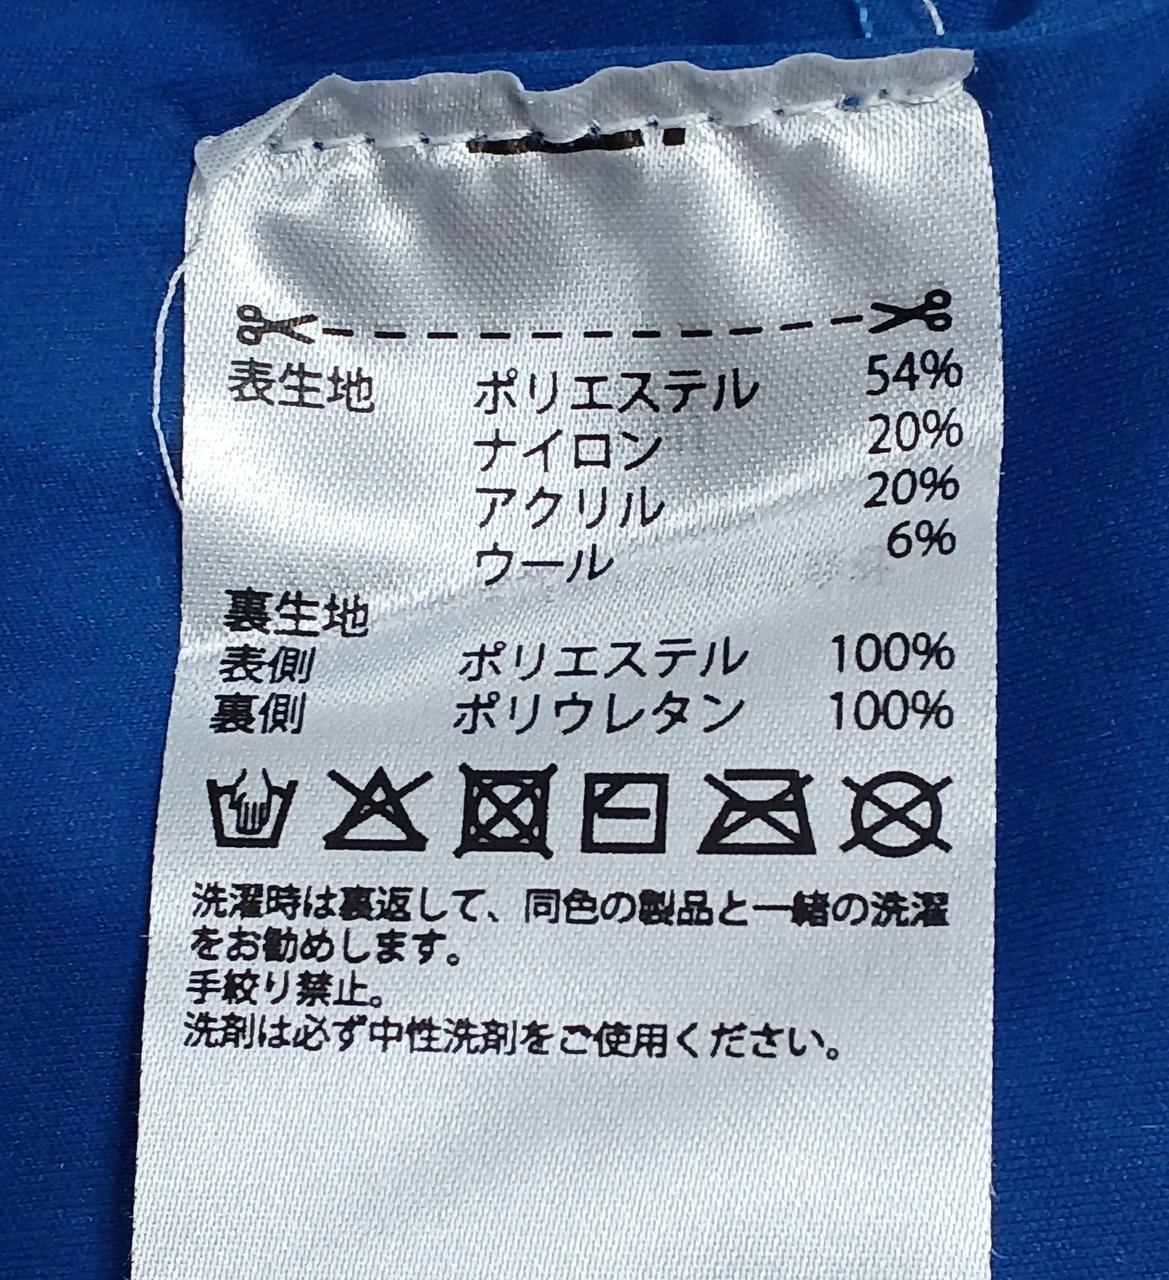 表生地 ポリエステル 54%
ナイロン 20%
アクリル 20%
ウール 6%
裏生地
表側 ポリエステル 100%
裏側 ポリウレタン 100%
洗濯時は裏返して、同色の製品と一緒の洗濯
をお勧めします。
手絞り禁止。
洗剤は必ず中性洗剤をご使用ください。